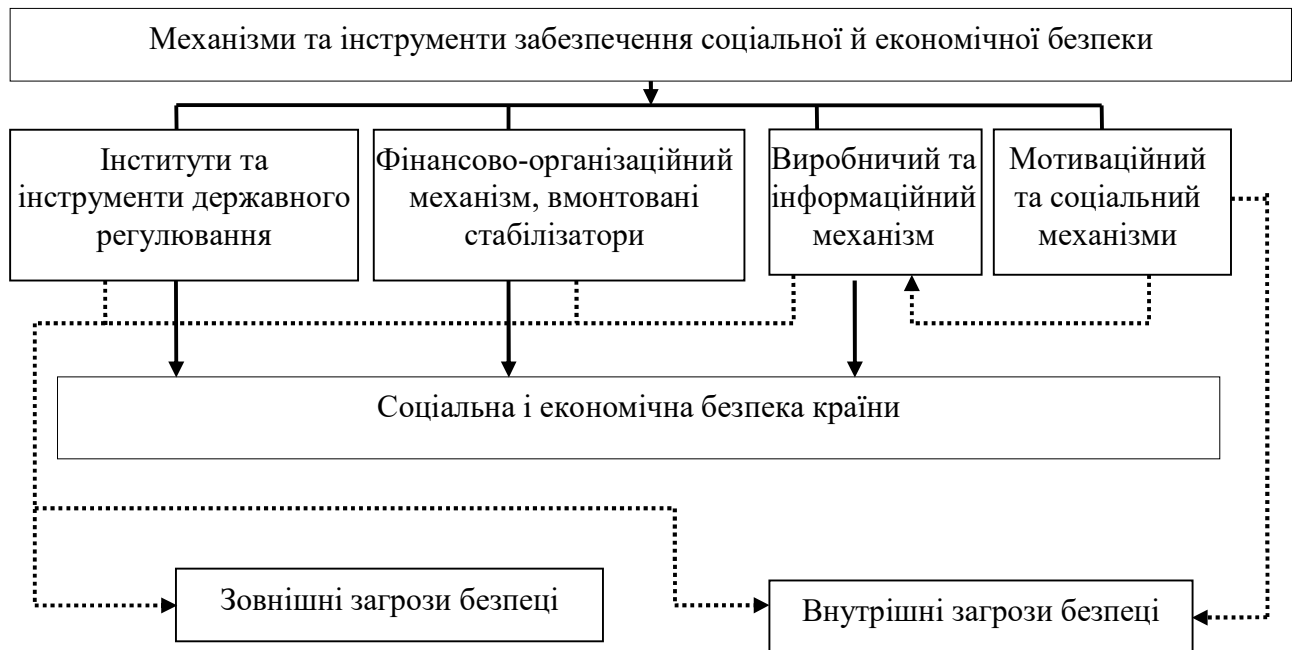 Механізми та інструменти забезпечення соціальної й економічної безпеки
Інститути та
інструменти державного
регулювання
Фінансово-організаційний
механізм, вмонтовані
стабілізатори
Виробничий та
інформаційний
механізм
Мотиваційний
та соціальний
механізми
Соціальна і економічна безпека країни
Зовнішні загрози безпеці
Внутрішні загрози безпеці